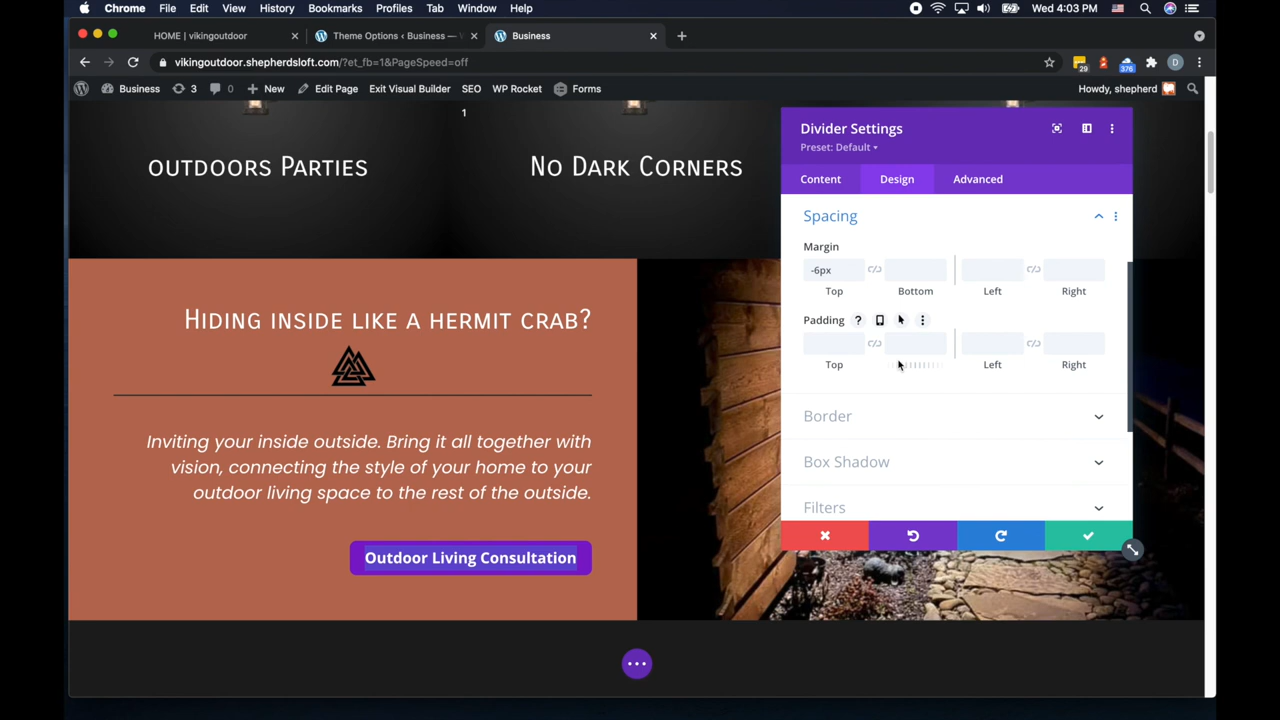 Chrome File Edit View History Bookmarks Profiles Tab Window Help Wed 4:03 PM
HOME | vikingoutdoor Theme Options ‹ Business — Business
vikingoutdoor.shepherdsloft.com/?et_fb=1&PageSpeed=off 29 376 D
Business 3 0 New Edit Page Exit Visual Builder SEO WP Rocket Forms Howdy, shepherd
1
OUTDOORS PARTIES NO DARK CORNERS
Divider Settings
Preset: Default
Content Design Advanced
Spacing
Margin
-6px
Top Bottom Left Right
Padding ?
Top Left Right
Border
Box Shadow
Filters
HIDING INSIDE LIKE A HERMIT CRAB?
Inviting your inside outside. Bring it all together with
vision, connecting the style of your home to your
outdoor living space to the rest of the outside.
Outdoor Living Consultation